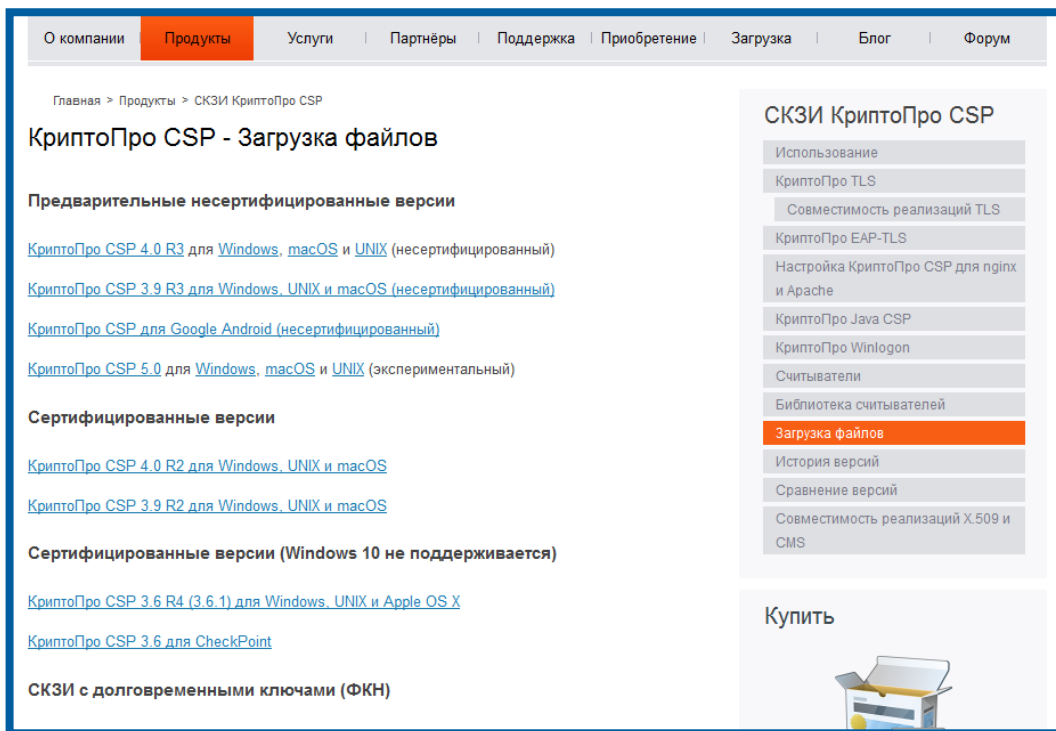 О компании
Продукты
Услуги
Партнёры
Поддержка
Приобретение
Загрузка
Блог
Форум
Главная > Продукты > СКЗИ КриптоПро CSP
КриптоПро CSP - Загрузка файлов
Предварительные несертифицированные версии
КриптоПро CSP 4.0 R3 для Windows, macOS и UNIX (несертифицированный)
КриптоПро CSP 3.9 R3 для Windows, UNIX и macOS (несертифицированный)
КриптоПро CSP для Google Android (несертифицированный)
КриптоПро CSP 5.0 для Windows, macOS и UNIX (экспериментальный)
Сертифицированные версии
КриптоПро CSP 4.0 R2 для Windows, UNIX и macOS
КриптоПро CSP 3.9 R2 для Windows, UNIX и macOS
Сертифицированные версии (Windows 10 не поддерживается)
КриптоПро CSP 3.6 R4 (3.6.1) для Windows, UNIX и Apple OS X
КриптоПро CSP 3.6 для CheckPoint
СКЗИ с долговременными ключами (ФКН)
СКЗИ КриптоПро CSP
Использование
КриптоПро TLS
Совместимость реализаций TLS
КриптоПро EAP-TLS
Настройка КриптоПро CSP для nginx
и Apache
КриптоПро Java CSP
КриптоПро Winlogon
Считыватели
Библиотека считывателей
Загрузка файлов
История версий
Сравнение версий
Совместимость реализаций X.509 и
CMS
Купить